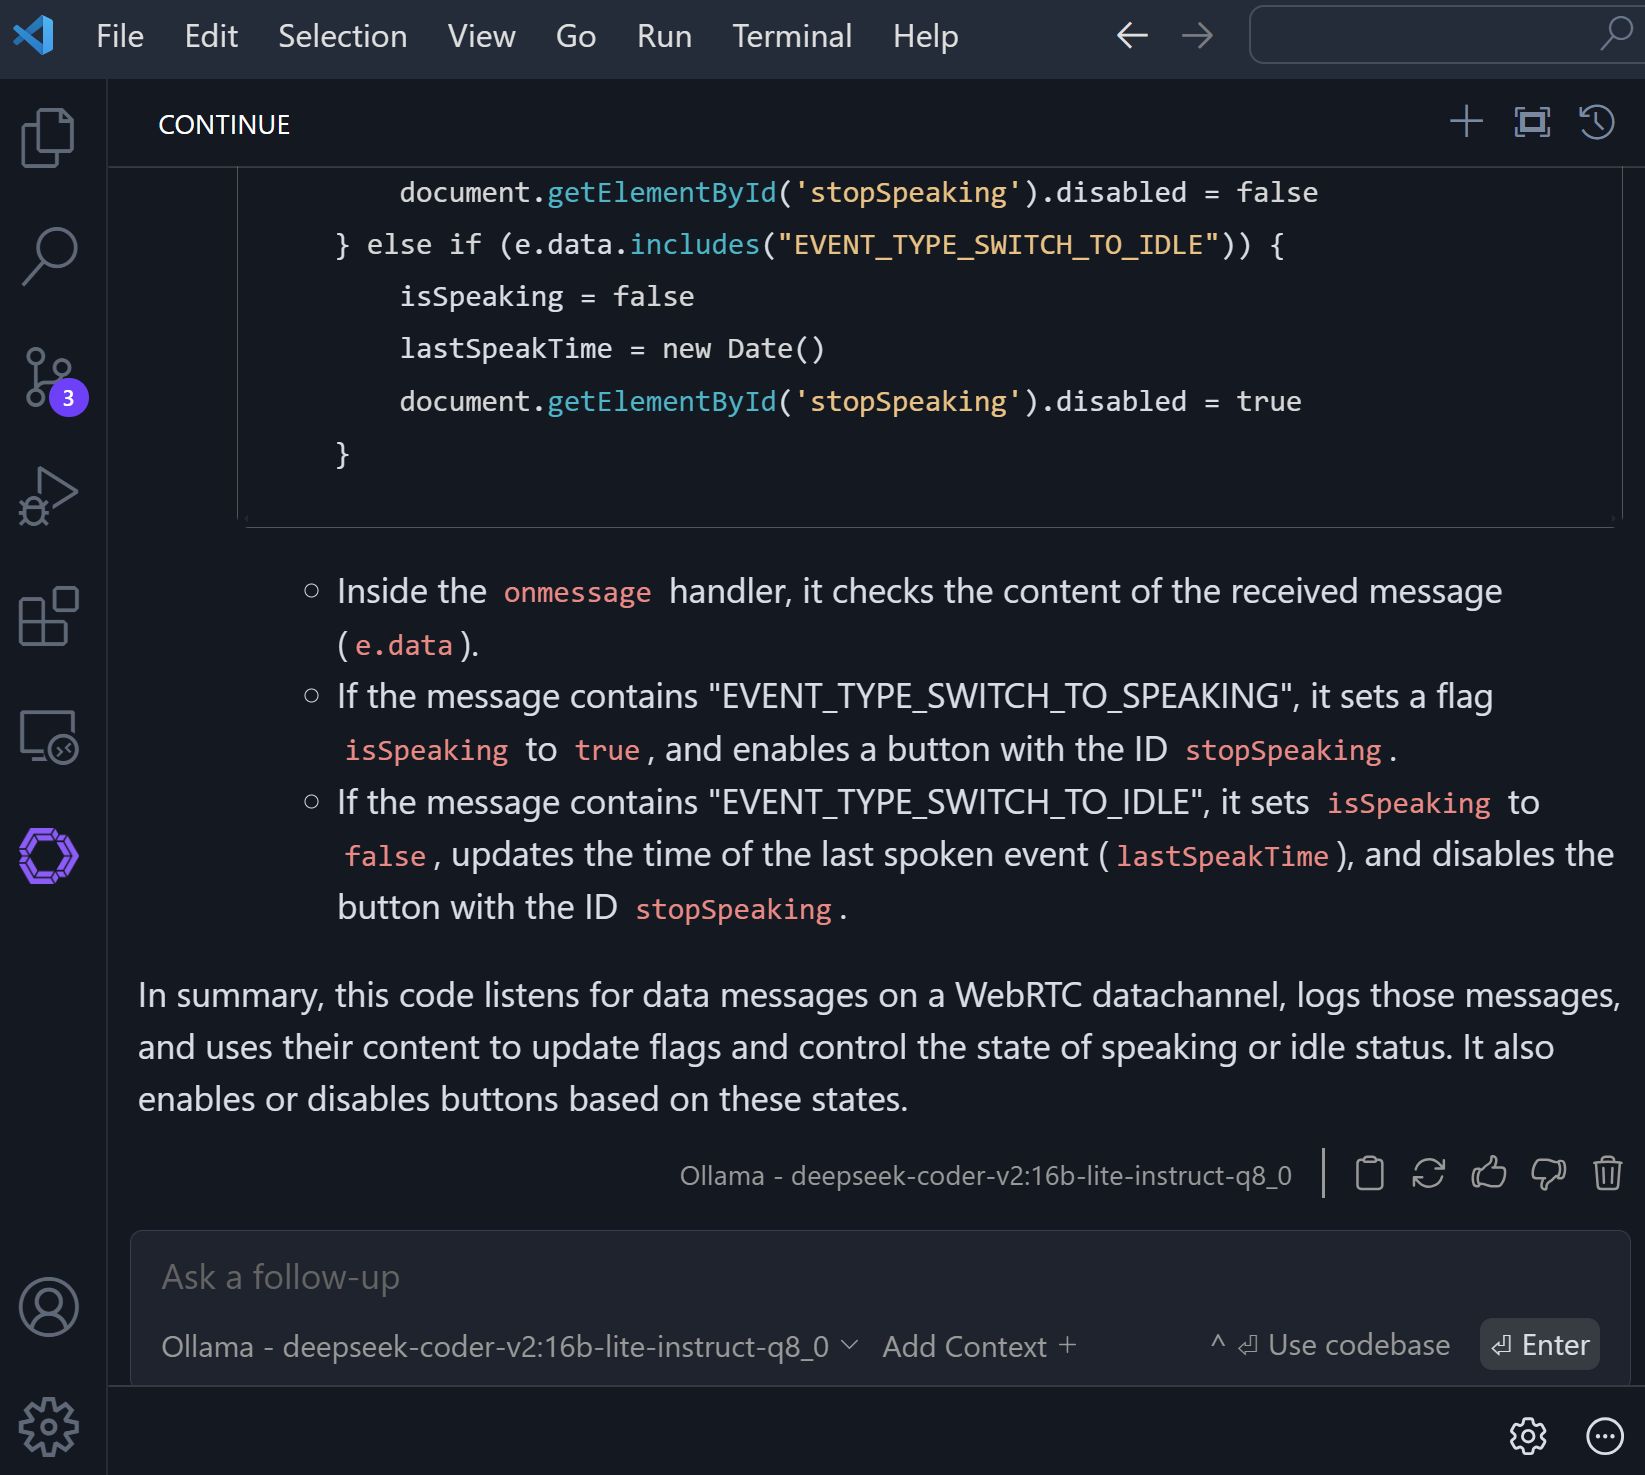 File Edit Selection View Go Run Terminal Help
CONTINUE
document.getElementById('stopSpeaking').disabled = false
} else if (e.data.includes("EVENT_TYPE_SWITCH_TO_IDLE")) {
isSpeaking = false
lastSpeakTime = new Date()
document.getElementById('stopSpeaking').disabled = true
}
3
Inside the onmessage handler, it checks the content of the received message
(e.data).
If the message contains "EVENT_TYPE_SWITCH_TO_SPEAKING", it sets a flag
isSpeaking to true, and enables a button with the ID stopSpeaking.
If the message contains "EVENT_TYPE_SWITCH_TO_IDLE", it sets isSpeaking to
false, updates the time of the last spoken event (lastSpeakTime), and disables the
button with the ID stopSpeaking.
In summary, this code listens for data messages on a WebRTC datachannel, logs those messages,
and uses their content to update flags and control the state of speaking or idle status. It also
enables or disables buttons based on these states.
Ollama - deepseek-coder-v2:16b-lite-instruct-q8_0
Ask a follow-up
Ollama - deepseek-coder-v2:16b-lite-instruct-q8_0 Add Context + ^ ⏎ Use codebase ⏎ Enter